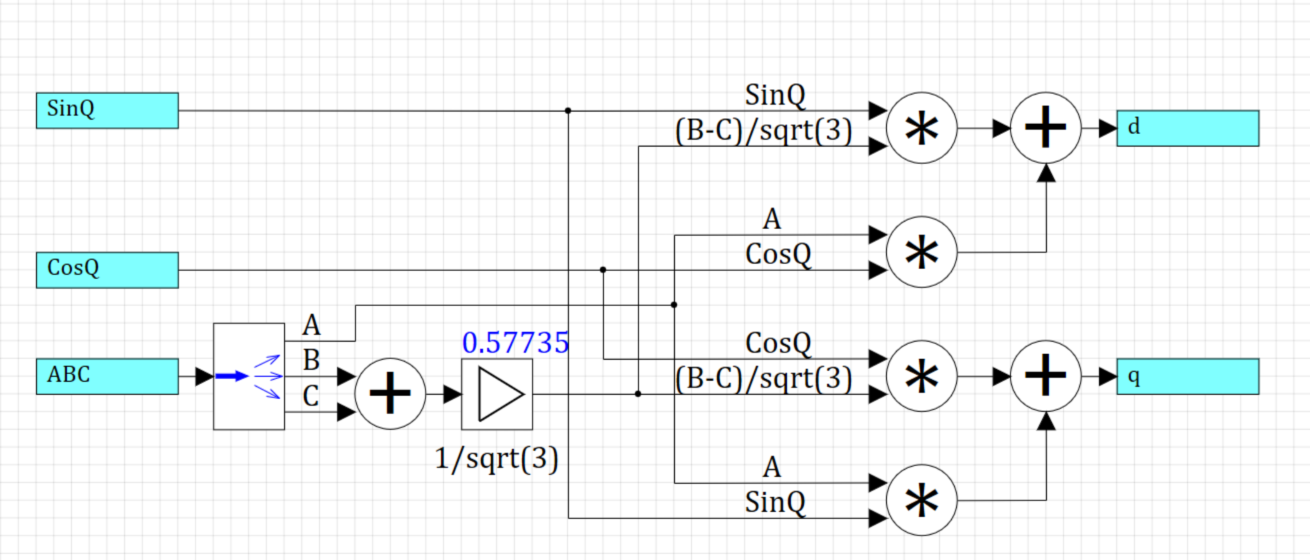 SinQ
SinQ
(B-C)/sqrt(3)
*
+
d
A
CosQ
CosQ
*
A
B
C
ABC
+
0.57735
1/sqrt(3)
CosQ
(B-C)/sqrt(3)
*
+
q
A
SinQ
*